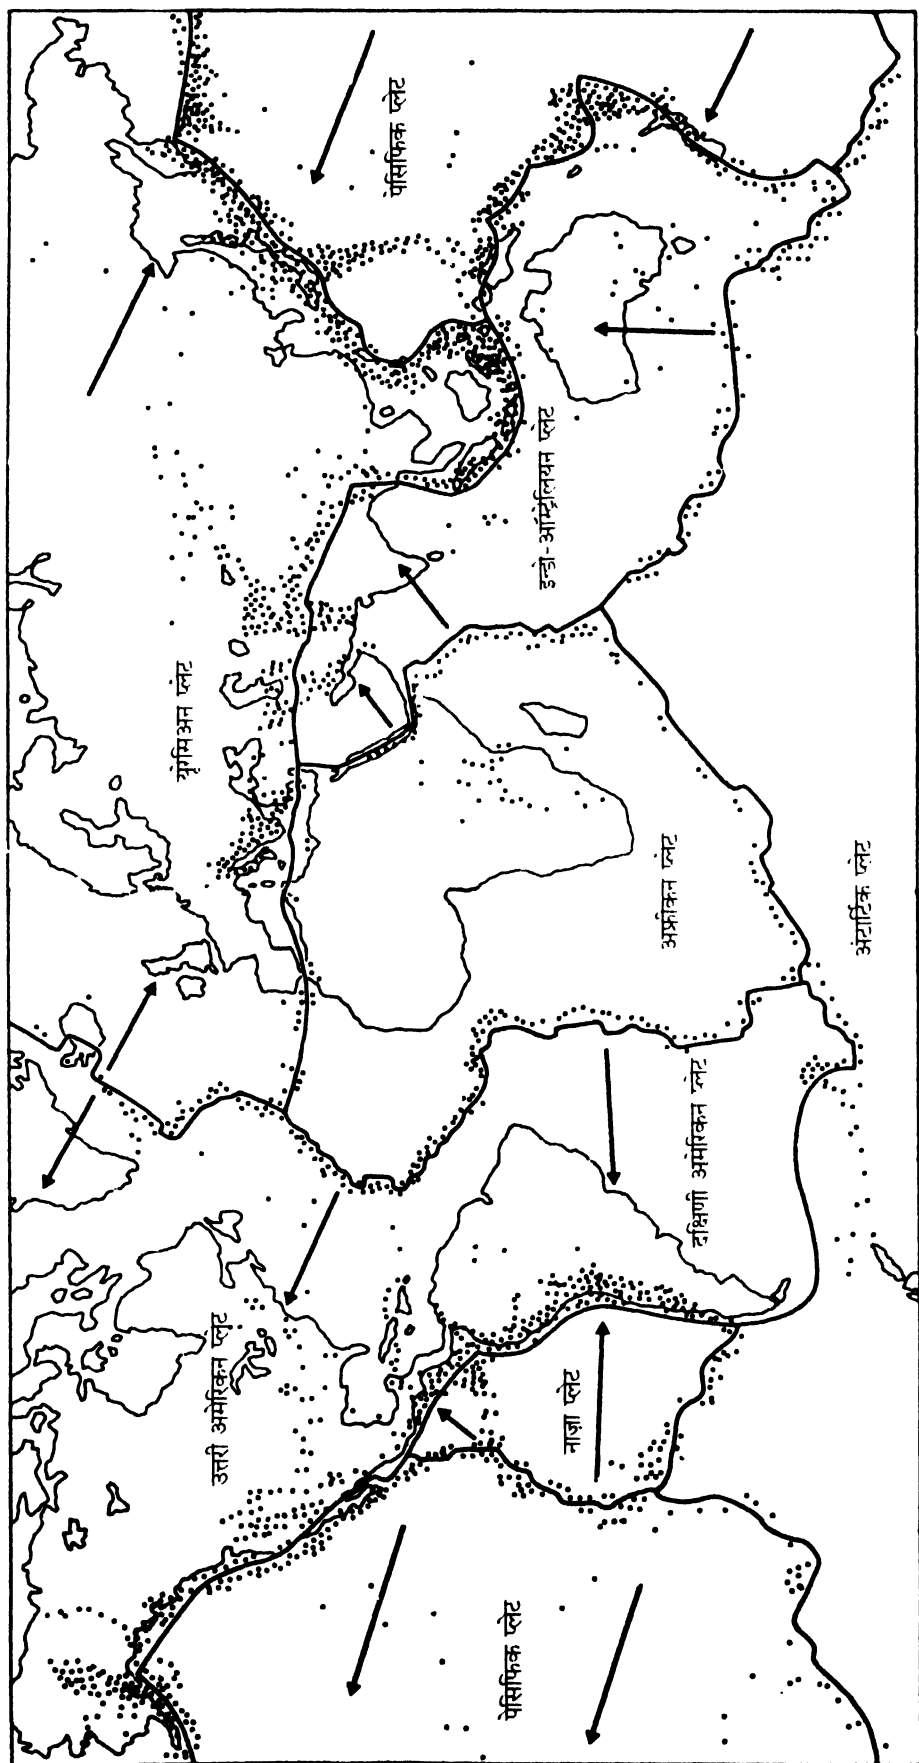 उत्तरी अमेरिकन प्लेट
यूरेसिअन प्लेट
पेसिफिक प्लेट
पेसिफिक प्लेट
नाज़ा प्लेट
दक्षिणी अमेरिकन प्लेट
अफ्रीकन प्लेट
इन्डो-ऑस्ट्रेलियन प्लेट
अंटार्टिक प्लेट